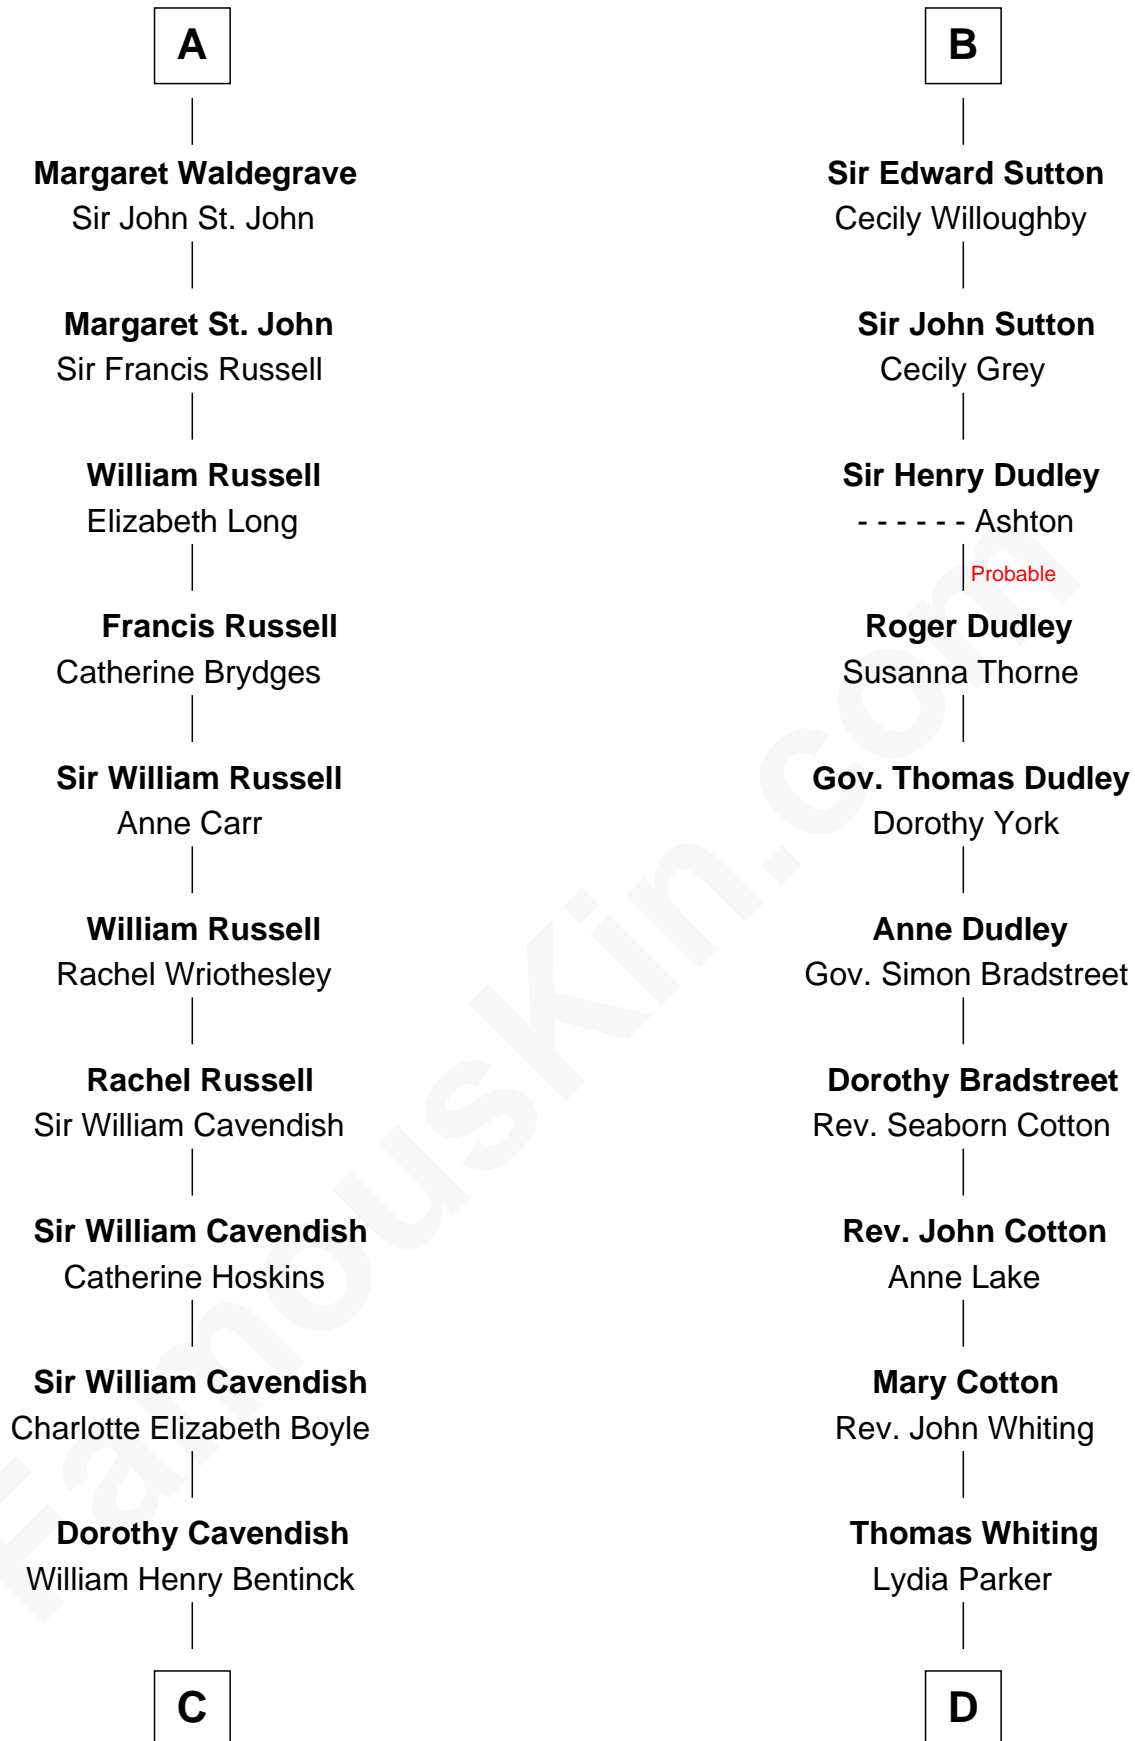 A
Margaret Waldegrave
Sir John St. John
Margaret St. John
Sir Francis Russell
William Russell
Elizabeth Long
Francis Russell
Catherine Brydges
Sir William Russell
Anne Carr
William Russell
Rachel Wriothesley
Rachel Russell
Sir William Cavendish
Sir William Cavendish
Catherine Hoskins
Sir William Cavendish
Charlotte Elizabeth Boyle
Dorothy Cavendish
William Henry Bentinck
C
B
Sir Edward Sutton
Cecily Willoughby
Sir John Sutton
Cecily Grey
Sir Henry Dudley
- - - - - - Ashton
Probable
Roger Dudley
Susanna Thorne
Gov. Thomas Dudley
Dorothy York
Anne Dudley
Gov. Simon Bradstreet
Dorothy Bradstreet
Rev. Seaborn Cotton
Rev. John Cotton
Anne Lake
Mary Cotton
Rev. John Whiting
Thomas Whiting
Lydia Parker
D
FamousKin.com